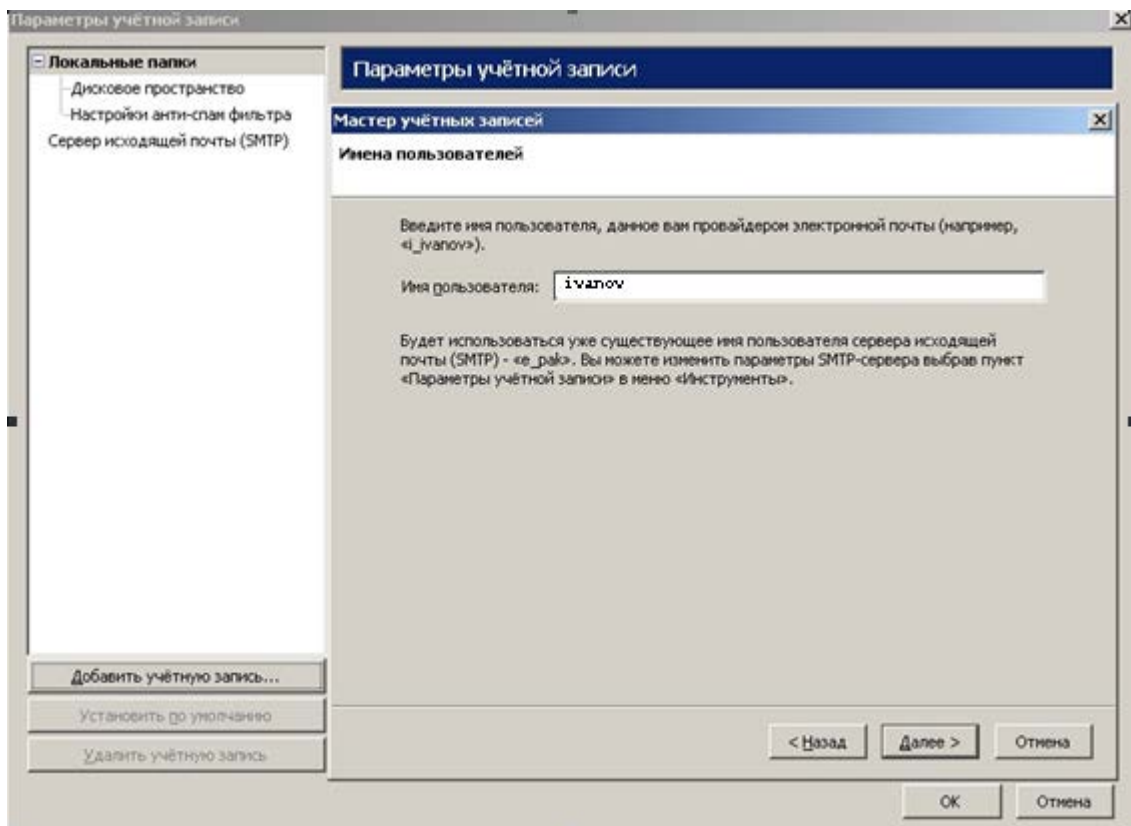 Параметры учётной записи
Локальные папки
Дисковое пространство
Настройки анти-спам фильтра
Сервер исходящей почты (SMTP)
Параметры учётной записи
Мастер учётных записей
Имена пользователей
Введите имя пользователя, данное вам провайдером электронной почты (например,
«i_ivanov»).
Имя пользователя: ivanov
Будет использоваться уже существующее имя пользователя сервера исходящей
почты (SMTP) - «e_pak». Вы можете изменить параметры SMTP-сервера выбрав пункт
«Параметры учётной записи» в меню «Инструменты».
Добавить учётную запись...
Установить по умолчанию
Удалить учётную запись
< Назад Далее > Отмена
OK Отмена